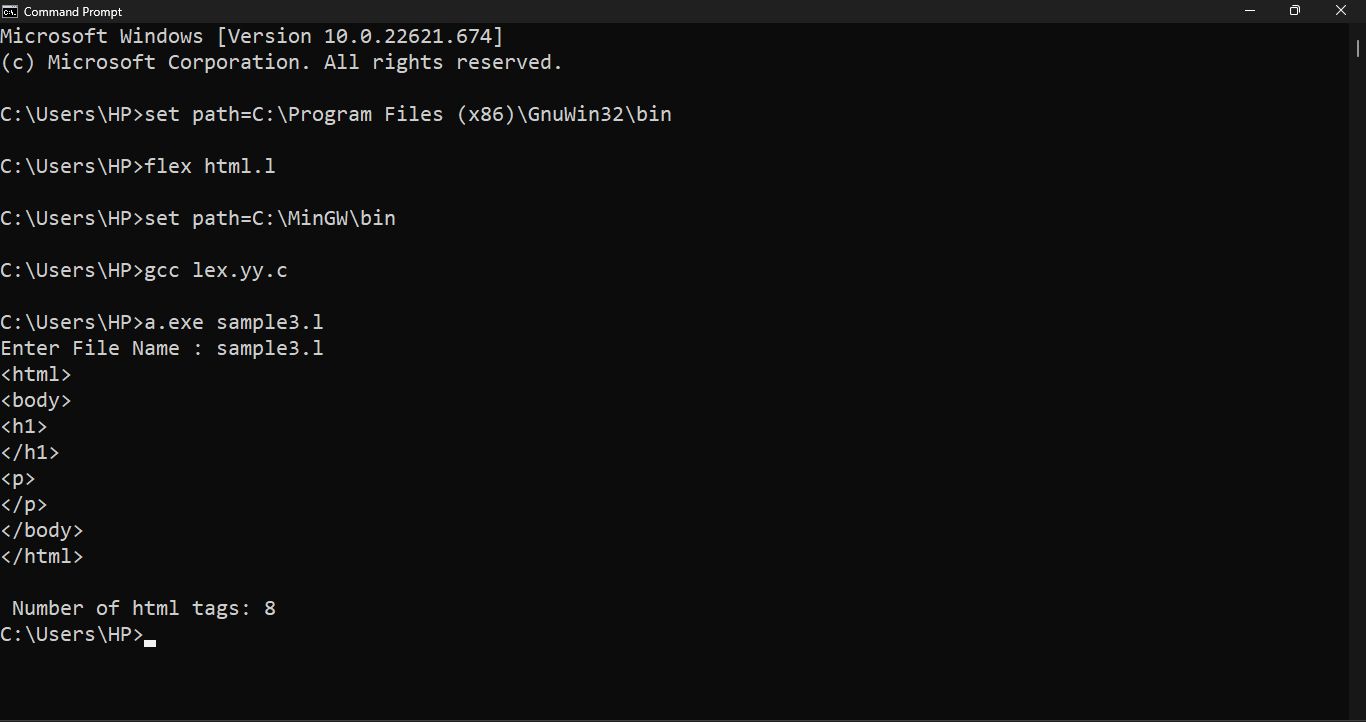 Command Prompt
Microsoft Windows [Version 10.0.22621.674]
(c) Microsoft Corporation. All rights reserved.
C:\Users\HP>set path=C:\Program Files (x86)\GnuWin32\bin
C:\Users\HP>flex html.l
C:\Users\HP>set path=C:\MinGW\bin
C:\Users\HP>gcc lex.yy.c
C:\Users\HP>a.exe sample3.l
Enter File Name : sample3.l
<html>
<body>
<h1>
</h1>
<p>
</p>
</body>
</html>
Number of html tags: 8
C:\Users\HP>